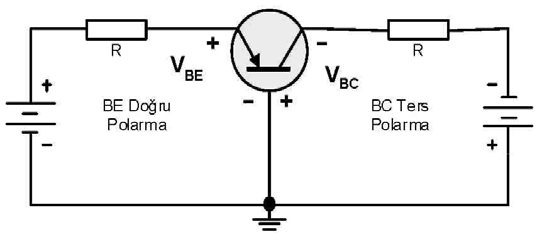 R
R
+
-
V BE
V BC
+
-
- +
-
+
BE Doğru
Polarma
BC Ters
Polarma